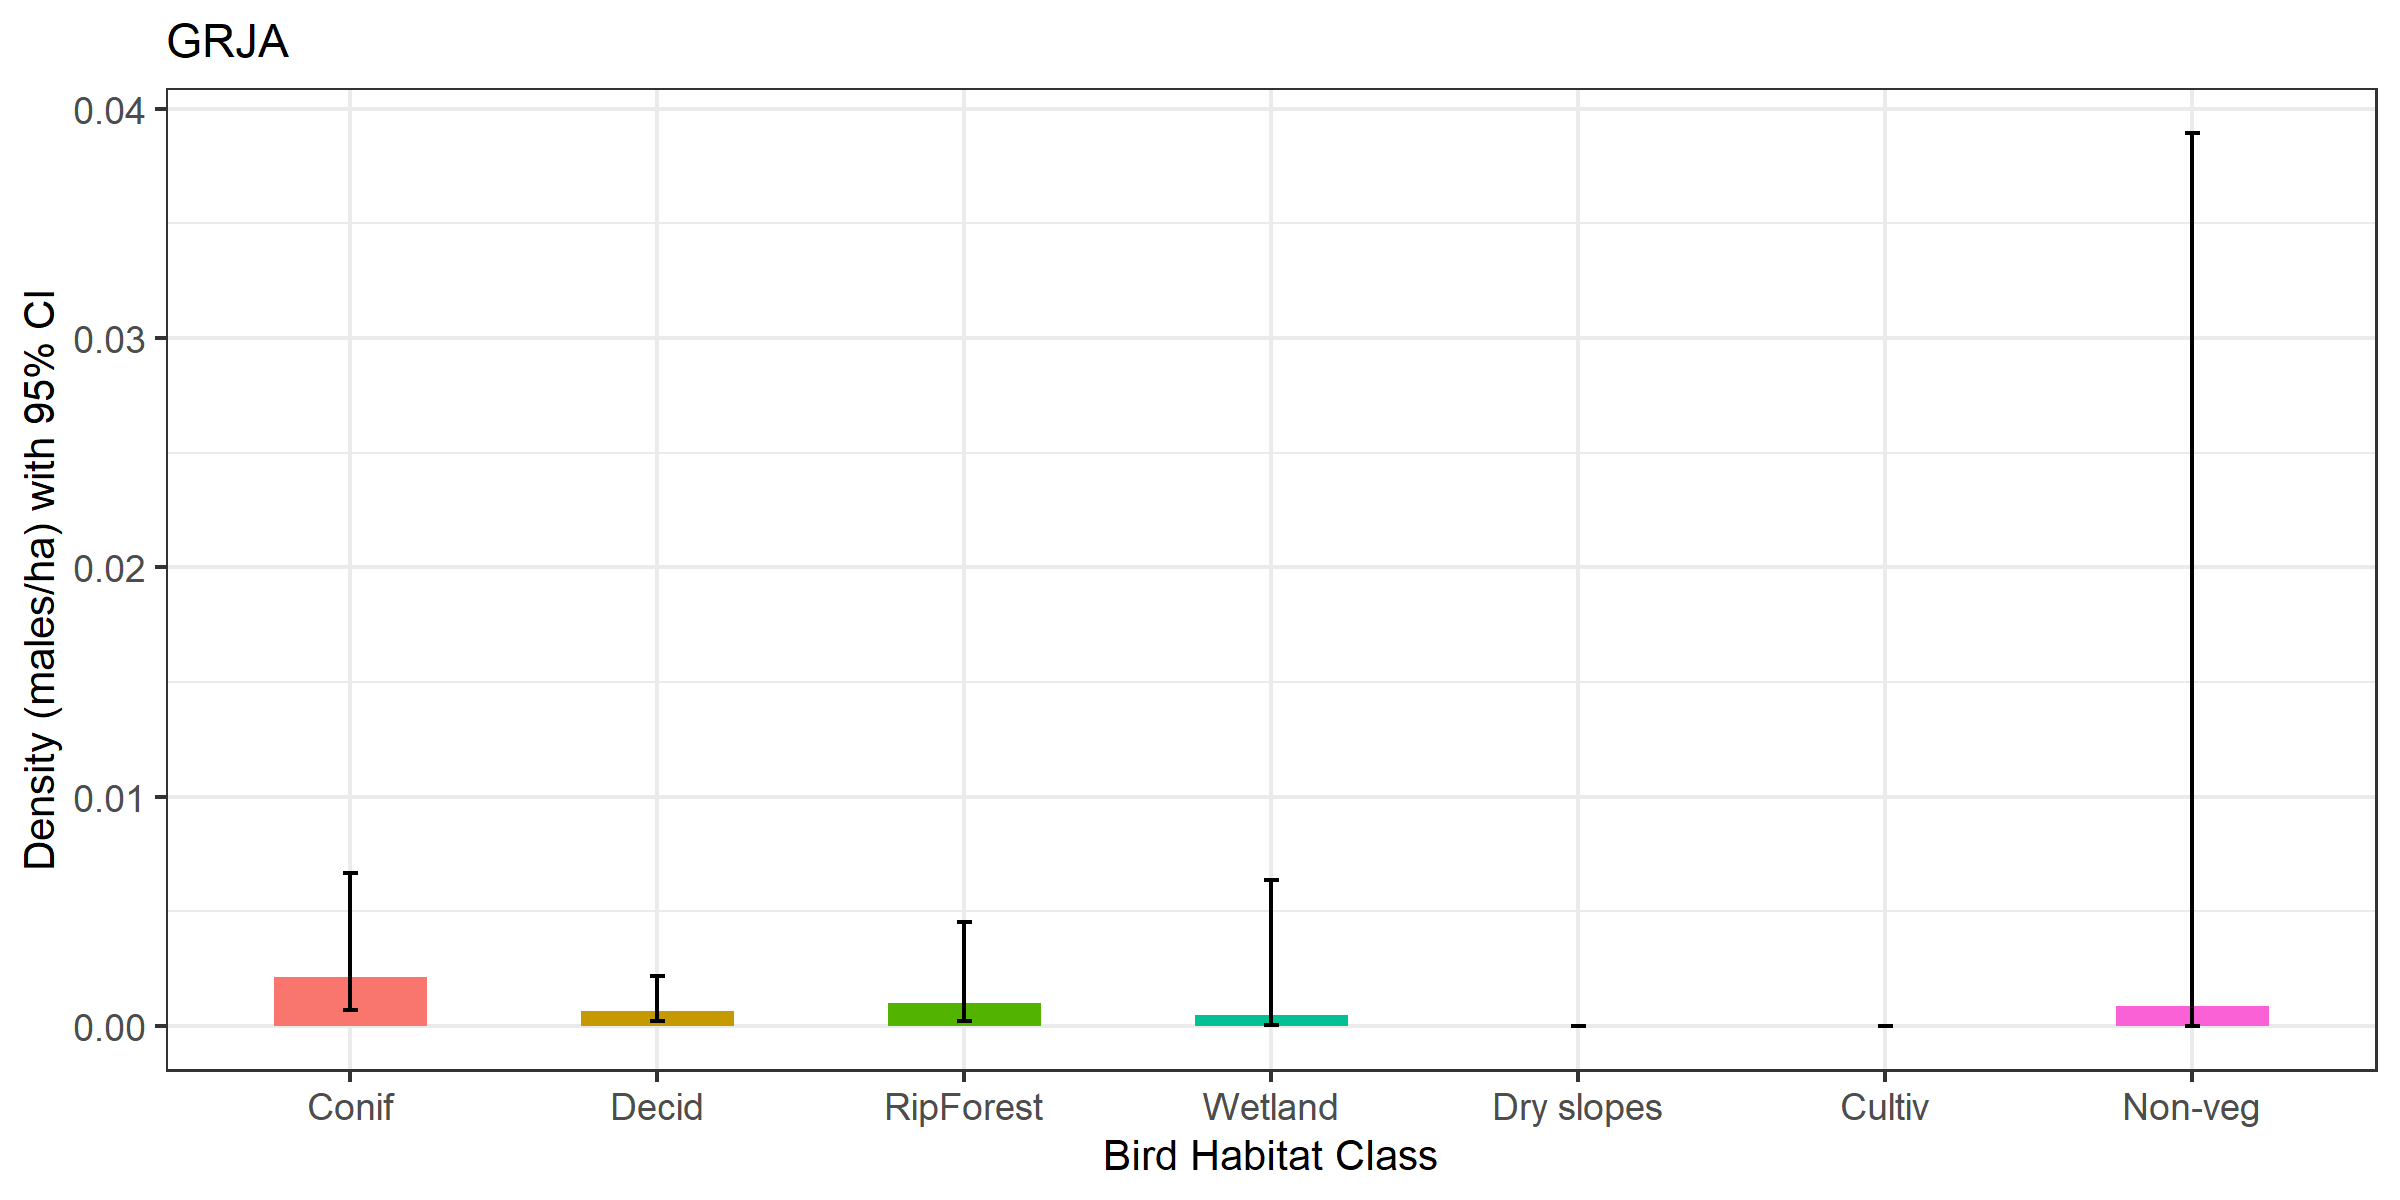 GRJA
Density (males/ha) with 95% CI
0.04
0.03
0.02
0.01
0.00
Conif Decid RipForest Wetland Dry slopes Cultiv Non-veg
Bird Habitat Class